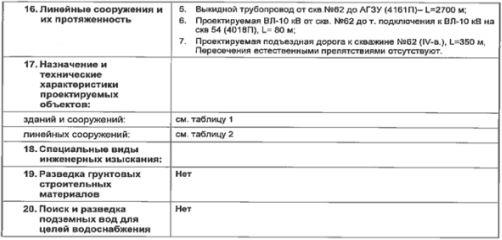 16. Линейные сооружения и
их протяженность
5. Выкидной трубопровод от скв №62 до АГЗУ (4161П)– L=2700 м;
6. Проектируемая ВЛ-10 кВ от скв. №62 до т. подключения к ВЛ-10 кВ на
скв 54 (4018П), L= 80 м;
7. Проектируемая подъездная дорога к скважине №62 (IV-в.), L=350 м,
Пересечения естественными препятствиями отсутствуют.
17. Назначение и
технические
характеристики
проектируемых
объектов:
зданий и сооружений:
см. таблицу 1
линейных сооружений:
см. таблицу 2
18. Специальные виды
инженерных изыскания:
19. Разведка грунтовых
строительных
материалов
Нет
20. Поиск и разведка
подземных вод для
целей водоснабжения
Нет